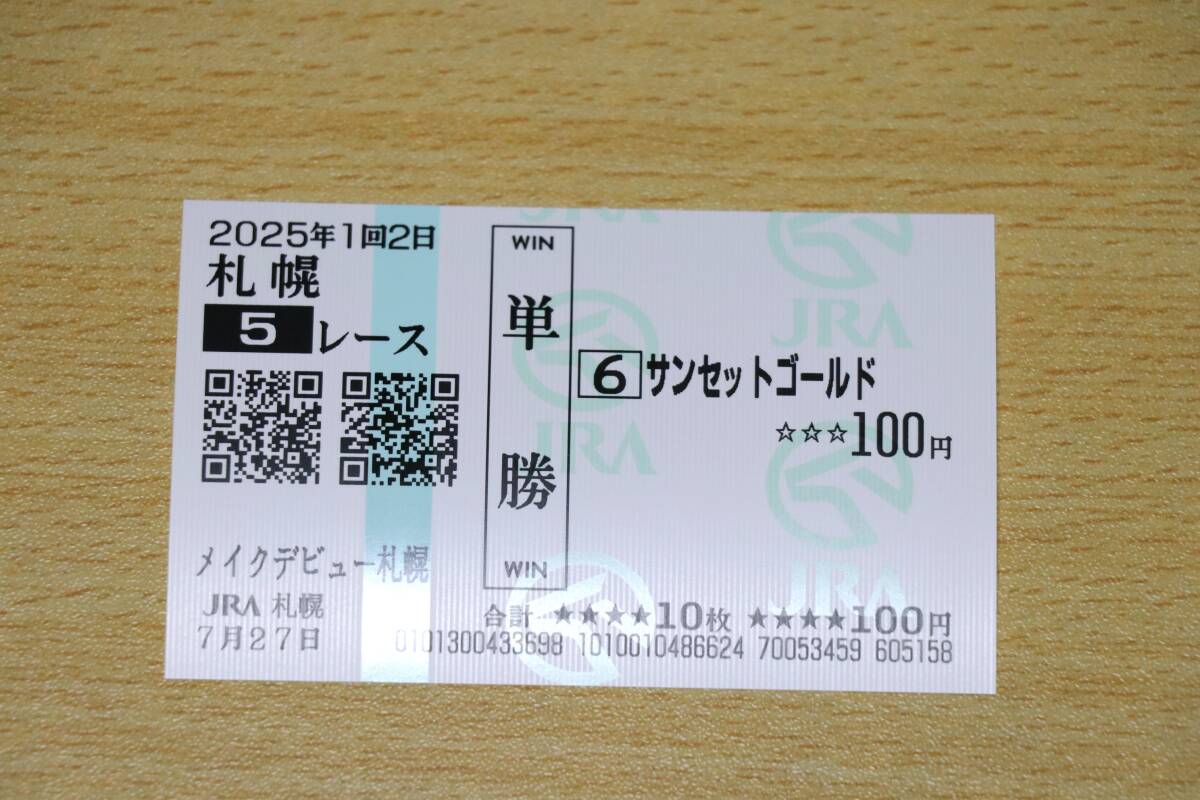 2025年1回2日
札幌
5レース
メイクデビュー札幌
JRA 札幌
7月27日
WIN
単勝
WIN
6 サンセットゴールド
☆☆☆100円
合計 ★★★★10枚 ★★★★100円
0101300433698 1010010486624 70053459 605158
JRA
JRA
JRA
JRA